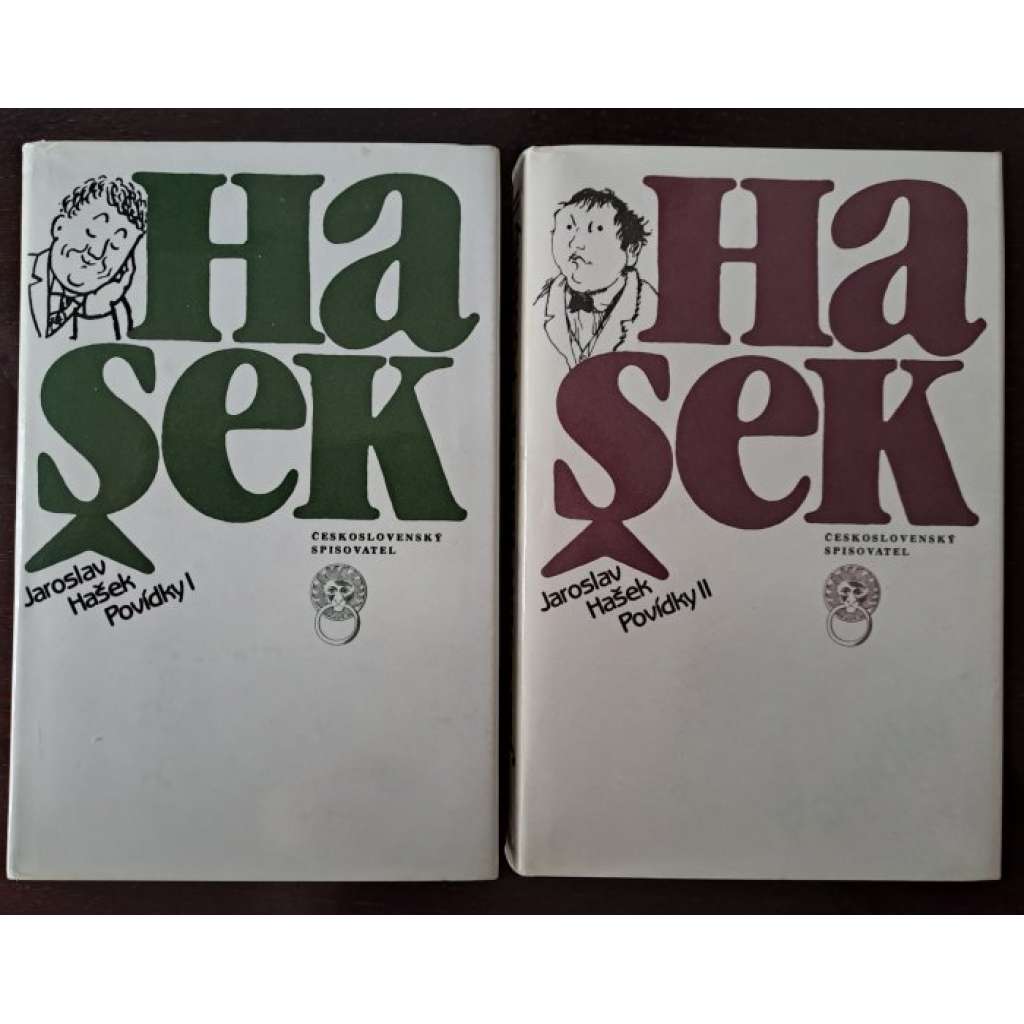 Ha
šek
ČESKOSLOVENSKÝ
SPISOVATEL
Jaroslav
Hašek
Povídky I
Ha
šek
ČESKOSLOVENSKÝ
SPISOVATEL
Jaroslav
Hašek
Povídky II